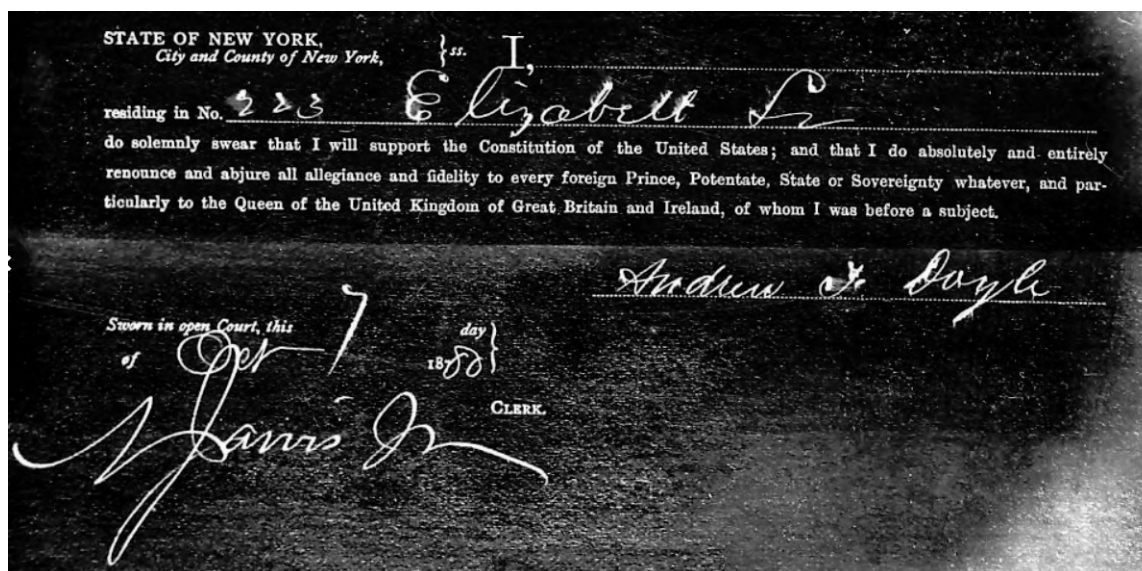 STATE OF NEW YORK,
City and County of New York, } ss. I,
residing in No. 223 Elizabeth St
do solemnly swear that I will support the Constitution of the United States; and that I do absolutely and entirely
renounce and abjure all allegiance and fidelity to every foreign Prince, Potentate, State or Sovereignty whatever, and par-
ticularly to the Queen of the United Kingdom of Great Britain and Ireland, of whom I was before a subject.
Andrew F. Doyle
Sworn in open Court, this 7 day
of Oct 1880
N Jarvis Jr CLERK.